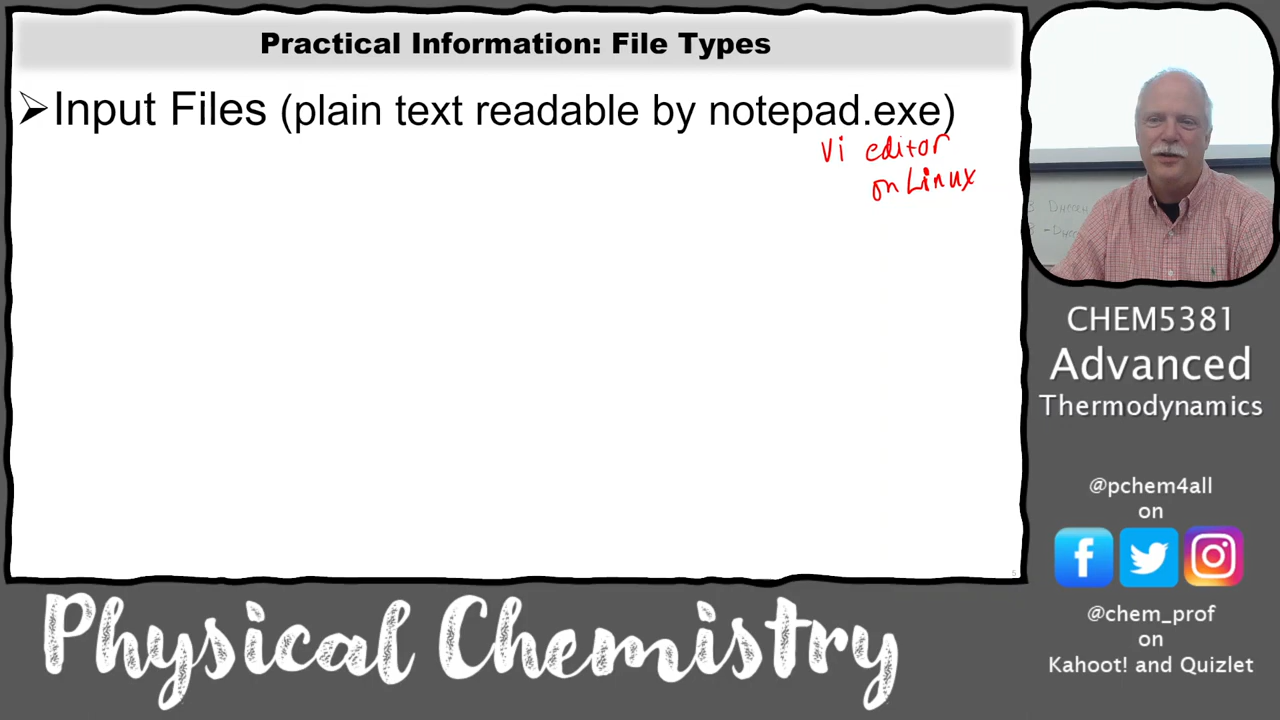 Practical Information: File Types
➢Input Files (plain text readable by notepad.exe)
Vi editor
on Linux
5
CHEM5381
Advanced
Thermodynamics
@pchem4all
on
@chem_prof
on
Kahoot! and Quizlet
Physical Chemistry